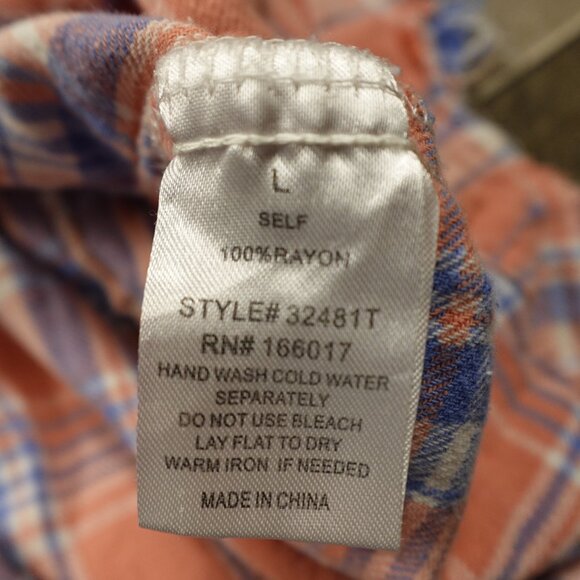 L
SELF
100%RAYON
STYLE# 32481T
RN# 166017
HAND WASH COLD WATER
SEPARATELY
DO NOT USE BLEACH
LAY FLAT TO DRY
WARM IRON IF NEEDED
MADE IN CHINA